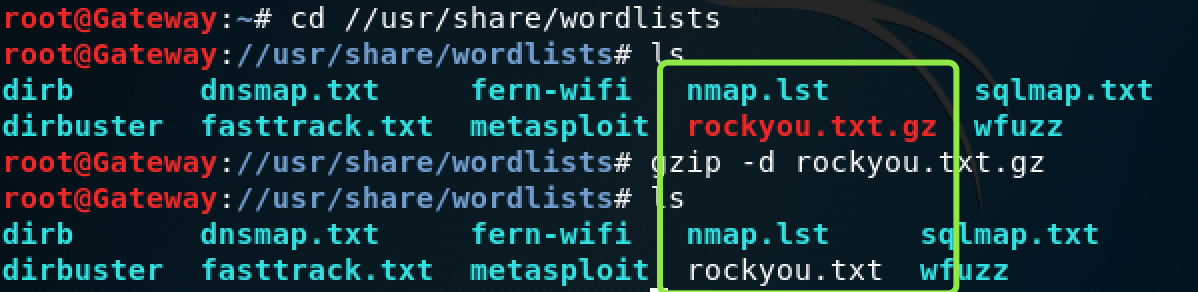 root@Gateway:~# cd //usr/share/wordlists
root@Gateway://usr/share/wordlists# ls
dirb dnsmap.txt fern-wifi nmap.lst sqlmap.txt
dirbuster fasttrack.txt metasploit rockyou.txt.gz wfuzz
root@Gateway://usr/share/wordlists# gzip -d rockyou.txt.gz
root@Gateway://usr/share/wordlists# ls
dirb dnsmap.txt fern-wifi nmap.lst sqlmap.txt
dirbuster fasttrack.txt metasploit rockyou.txt wfuzz